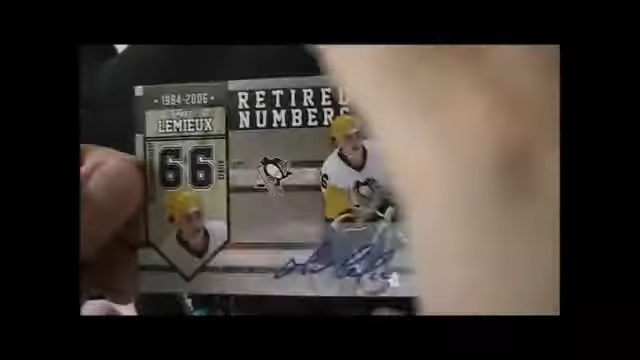 • 1984-2006 •
LEMIEUX
66
RETIRED
NUMBERS